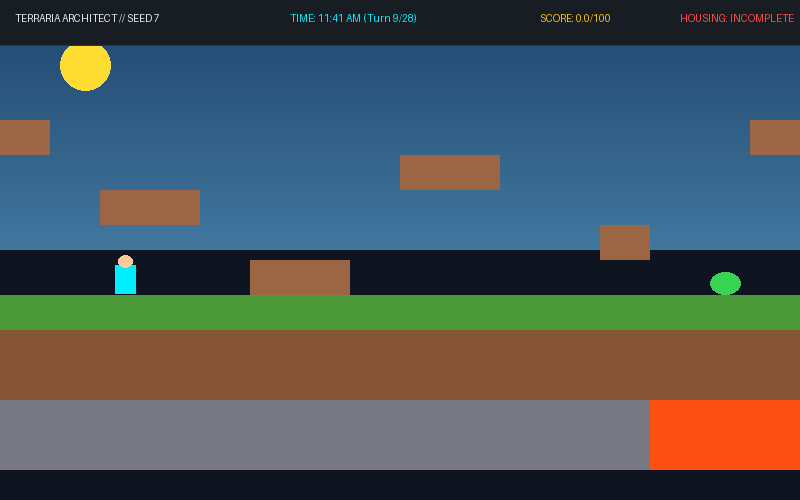 TERRARIA ARCHITECT // SEED 7
TIME: 11:41 AM (Turn 9/28)
SCORE: 0.0/100
HOUSING: INCOMPLETE